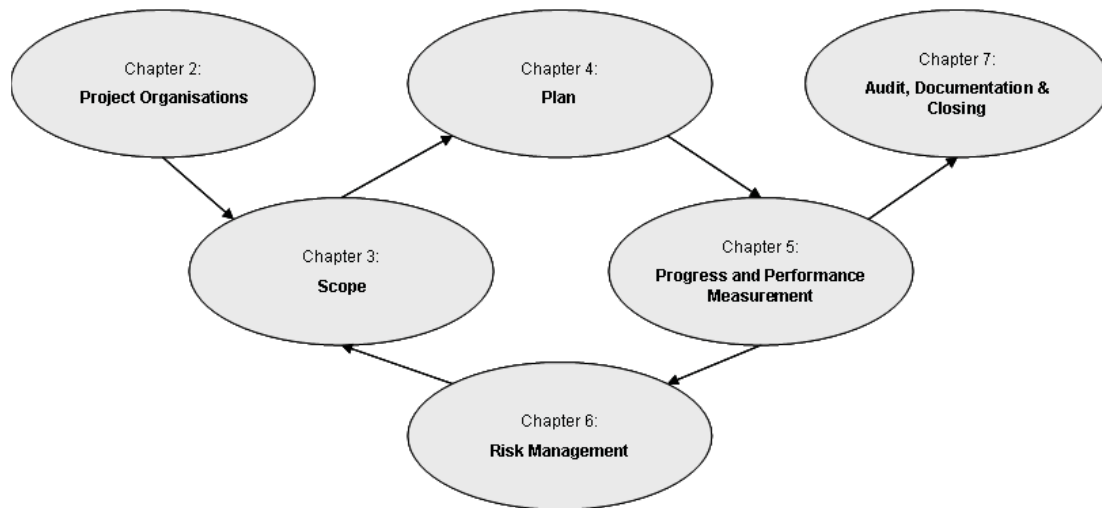 Chapter 2:
Project Organisations
Chapter 4:
Plan
Chapter 7:
Audit, Documentation &
Closing
Chapter 3:
Scope
Chapter 5:
Progress and Performance
Measurement
Chapter 6:
Risk Management